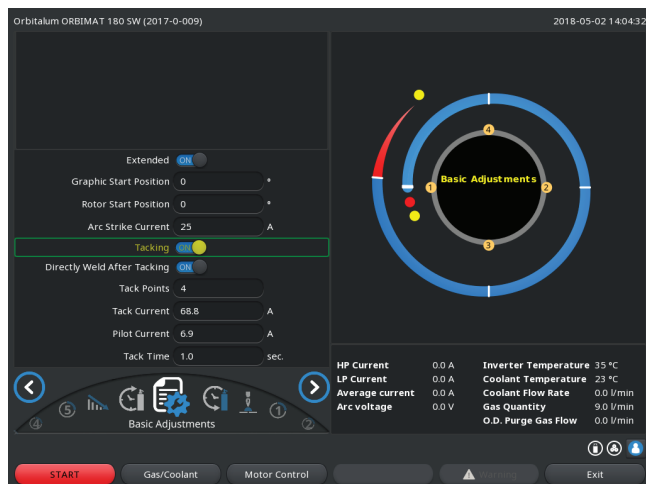 Orbitalum ORBIMAT 180 SW (2017-0-009) 2018-05-02 14:04:32
Extended ON
Graphic Start Position 0 °
Rotor Start Position 0 °
Arc Strike Current 25 A
Tacking ON
Directly Weld After Tacking ON
Tack Points 4
Tack Current 68.8 A
Pilot Current 6.9 A
Tack Time 1.0 sec.
4 5 1 2
Basic Adjustments
4
1 Basic Adjustments 2
3
HP Current 0.0 A Inverter Temperature 35 °C
LP Current 0.0 A Coolant Temperature 23 °C
Average current 0.0 A Coolant Flow Rate 0.0 l/min
Arc voltage 0.0 V Gas Quantity 9.0 l/min
O.D. Purge Gas Flow 0.0 l/min
START Gas/Coolant Motor Control Warning Exit